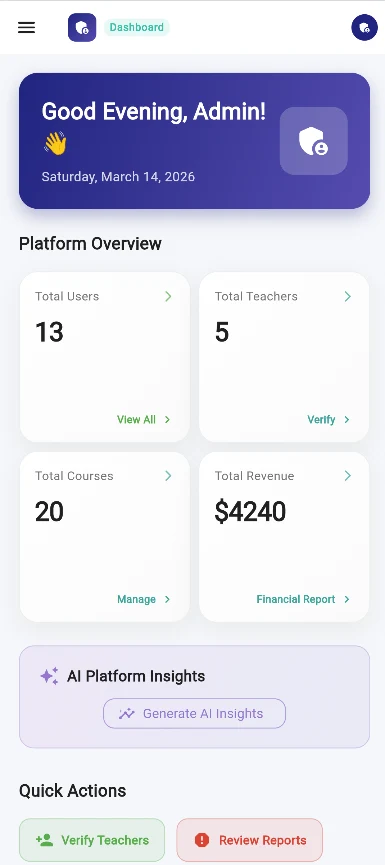 Dashboard
Good Evening, Admin!
👋
Saturday, March 14, 2026
Platform Overview
Total Users
13
View All
Total Teachers
5
Verify
Total Courses
20
Manage
Total Revenue
$4240
Financial Report
AI Platform Insights
Generate AI Insights
Quick Actions
Verify Teachers
Review Reports